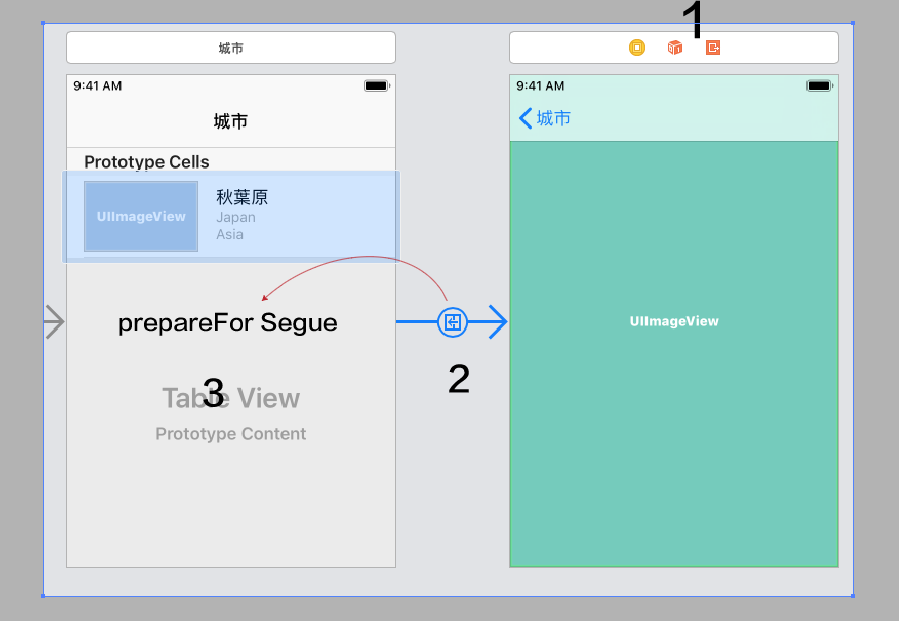 1
城市
9:41 AM
城市
Prototype Cells
UIImageView
秋葉原
Japan
Asia
prepareFor Segue
2
3
Table View
Prototype Content
9:41 AM
城市
UIImageView